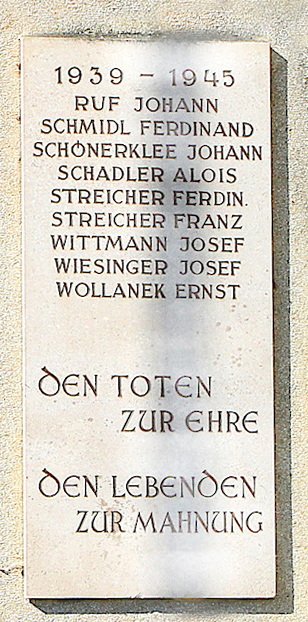 1939 - 1945
RUF JOHANN
SCHMIDL FERDINAND
SCHÖNERKLEE JOHANN
SCHADLER ALOIS
STREICHER FERDIN.
STREICHER FRANZ
WITTMANN JOSEF
WIESINGER JOSEF
WOLLANEK ERNST
DEN TOTEN
ZUR EHRE
DEN LEBENDEN
ZUR MAHNUNG